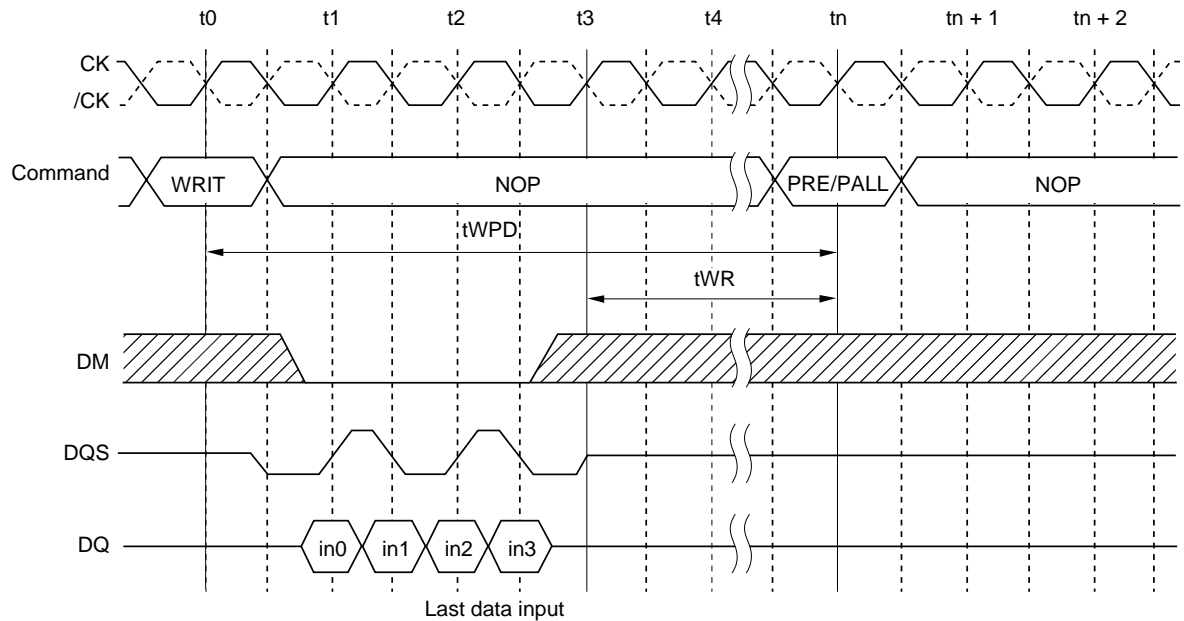 t0 t1 t2 t3 t4 tn tn + 1 tn + 2
CK
/CK
Command WRIT NOP PRE/PALL NOP
tWPD
tWR
DM
DQS
DQ in0 in1 in2 in3
Last data input